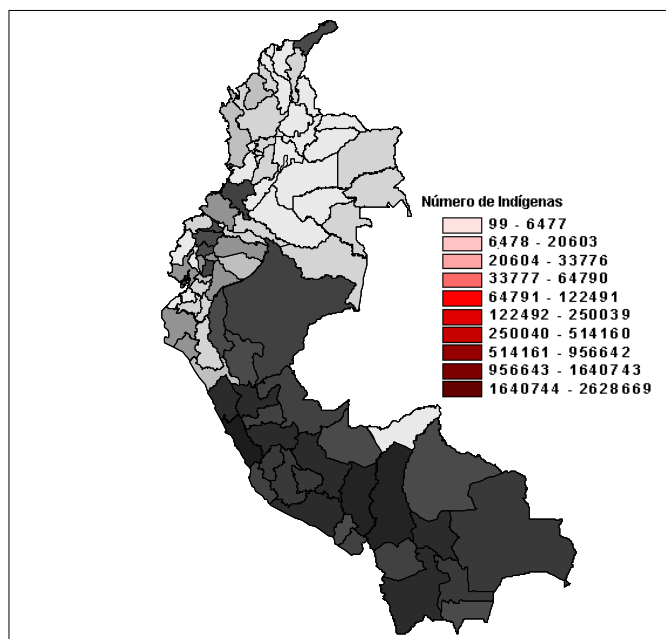 Número de Indígenas
99 - 6477
6478 - 20603
20604 - 33776
33777 - 64790
64791 - 122491
122492 - 250039
250040 - 514160
514161 - 956642
956643 - 1640743
1640744 - 2628669